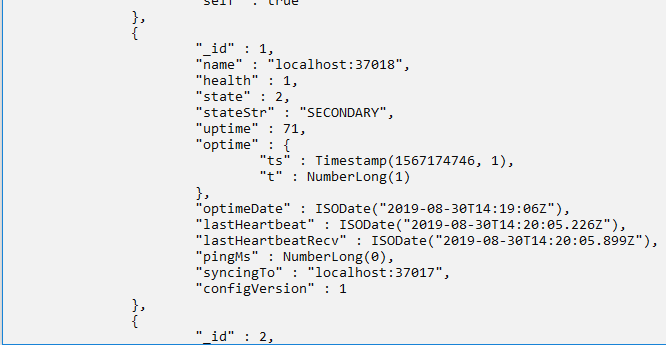 "self" : true
},
{
"_id" : 1,
"name" : "localhost:37018",
"health" : 1,
"state" : 2,
"stateStr" : "SECONDARY",
"uptime" : 71,
"optime" : {
"ts" : Timestamp(1567174746, 1),
"t" : NumberLong(1)
},
"optimeDate" : ISODate("2019-08-30T14:19:06Z"),
"lastHeartbeat" : ISODate("2019-08-30T14:20:05.226Z"),
"lastHeartbeatRecv" : ISODate("2019-08-30T14:20:05.899Z"),
"pingMs" : NumberLong(0),
"syncingTo" : "localhost:37017",
"configVersion" : 1
},
{
"_id" : 2,